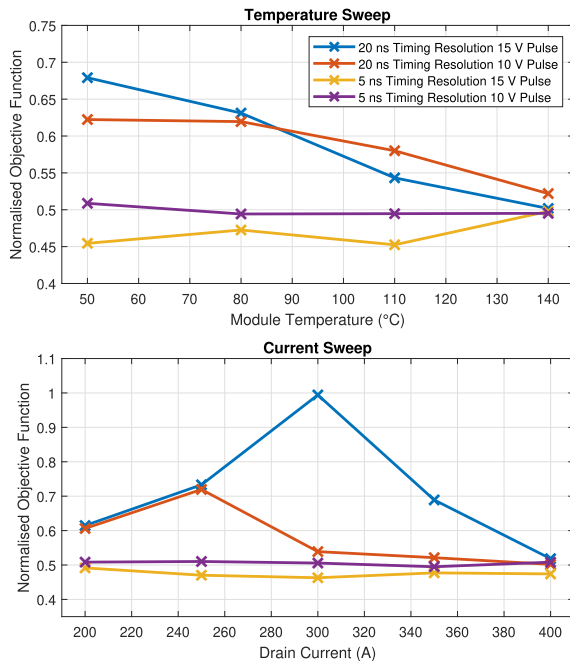 Temperature Sweep
0.75
0.7
0.65
0.6
0.55
0.5
0.45
0.4
Normalised Objective Function
20 ns Timing Resolution 15 V Pulse
20 ns Timing Resolution 10 V Pulse
5 ns Timing Resolution 15 V Pulse
5 ns Timing Resolution 10 V Pulse
50 60 70 80 90 100 110 120 130 140
Module Temperature (°C)
Current Sweep
1.1
1
0.9
0.8
0.7
0.6
0.5
0.4
Normalised Objective Function
200 220 240 260 280 300 320 340 360 380 400
Drain Current (A)